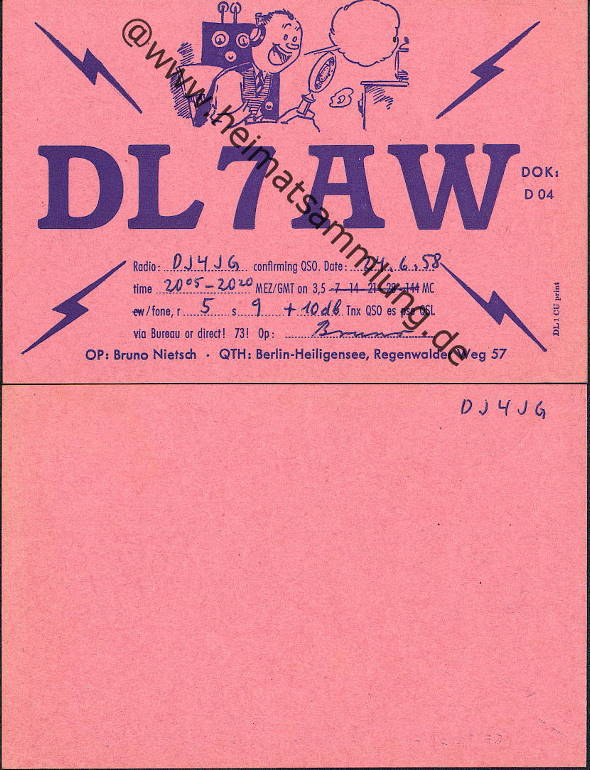 @www.heimatsammlung.de
DL7AW
DOK:
D 04
Radio: DJ4JG confirming QSO. Date: 6.58
time 2005-2020 MEZ/GMT on 3,5 7 14 21 28 144 MC
cw/fone, r 5 s 9 +10db Tnx QSO es pse QSL
via Bureau or direct! 73! Op: Bruno
OP: Bruno Nietsch · QTH: Berlin-Heiligensee, Regenwalder Weg 57
DL 1 CU print
DJ4JG